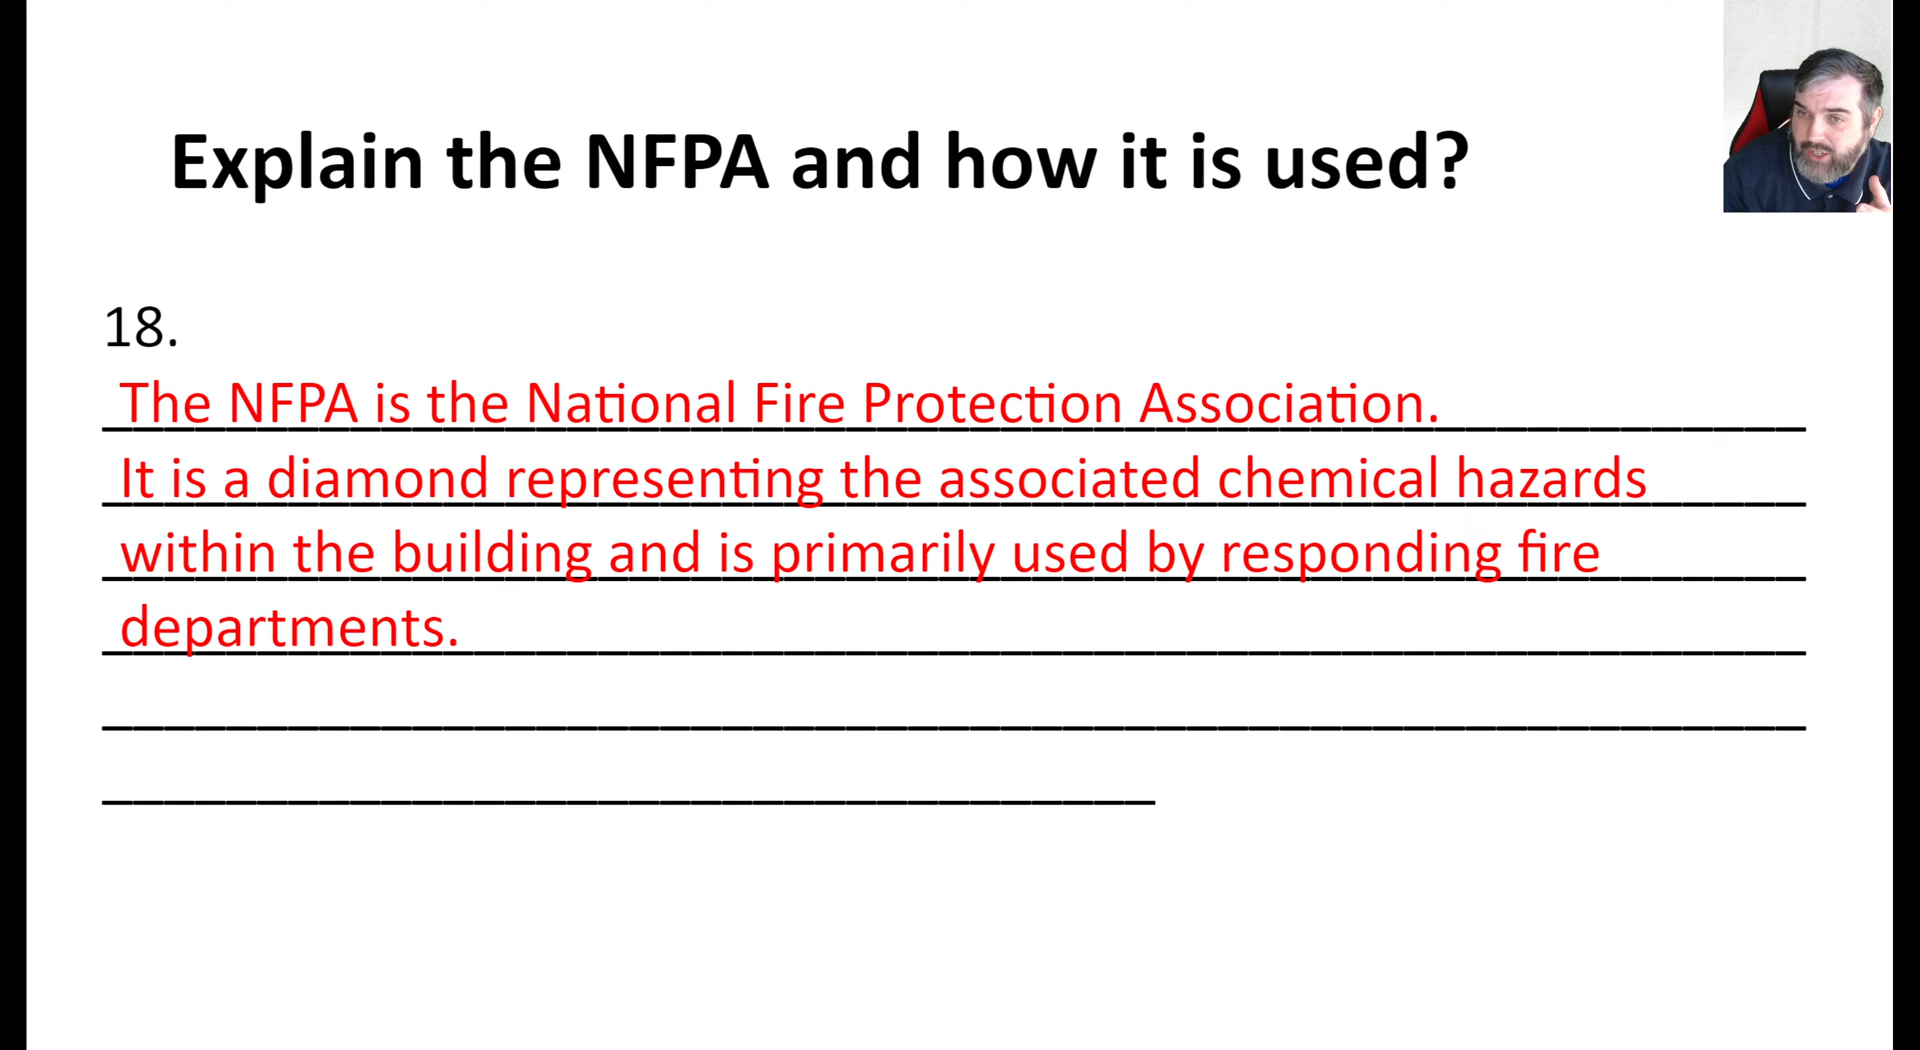 Explain the NFPA and how it is used?
18.
The NFPA is the National Fire Protection Association.
It is a diamond representing the associated chemical hazards
within the building and is primarily used by responding fire
departments.